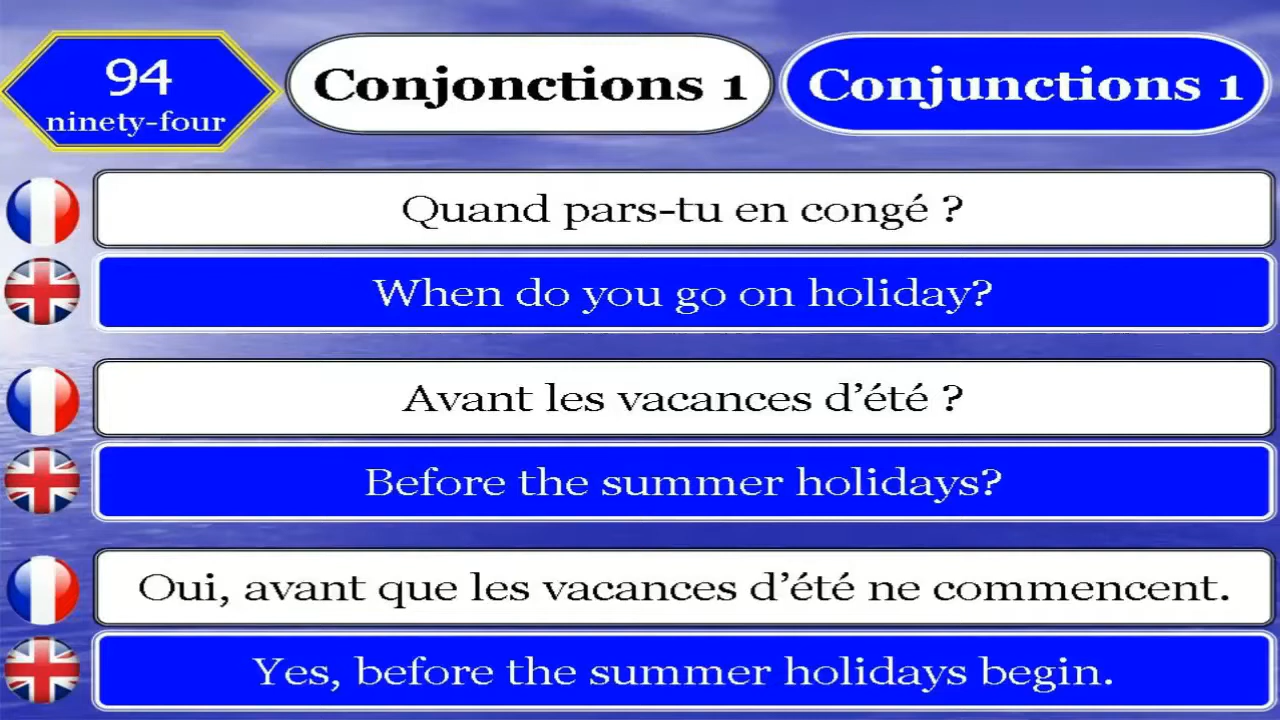 94
ninety-four
Conjonctions 1
Conjunctions 1
Quand pars-tu en congé ?
When do you go on holiday?
Avant les vacances d’été ?
Before the summer holidays?
Oui, avant que les vacances d’été ne commencent.
Yes, before the summer holidays begin.